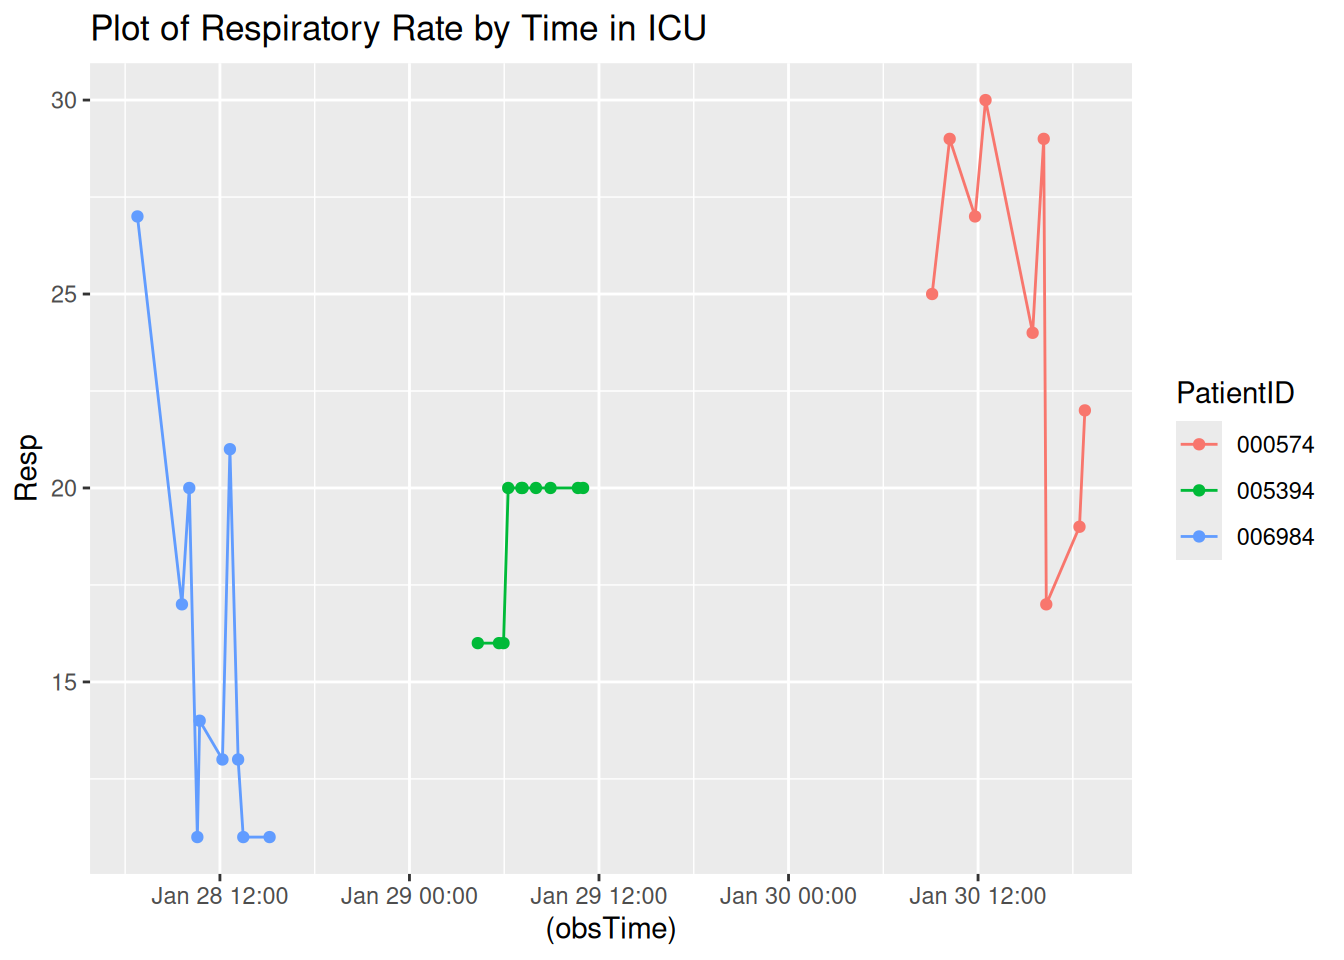 Plot of Respiratory Rate by Time in ICU
30
25
20
15
Resp
Jan 28 12:00 Jan 29 00:00 Jan 29 12:00 Jan 30 00:00 Jan 30 12:00
(obsTime)
PatientID
000574
005394
006984